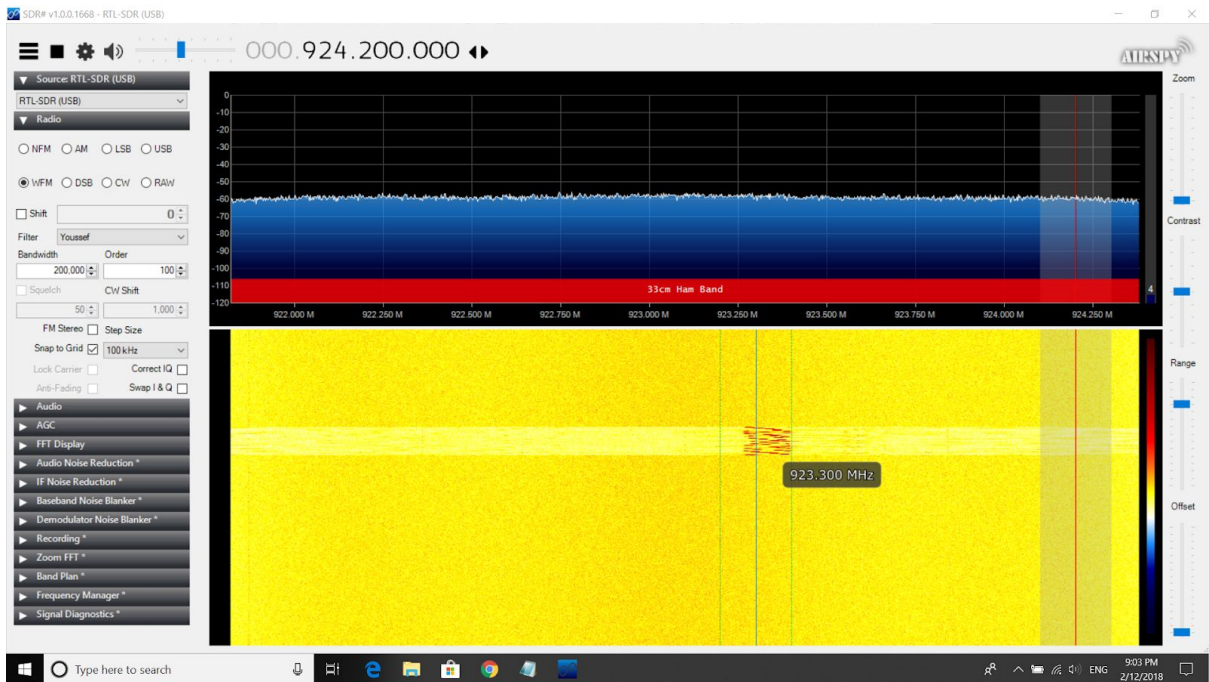 SDR# v1.0.0.1668 - RTL-SDR (USB)
000.924.200.000
AIRSPY
Source: RTL-SDR (USB)
RTL-SDR (USB)
Radio
NFM AM LSB USB
WFM DSB CW RAW
Shift 0
Filter Youssef
Bandwidth Order
200,000 100
Squelch CW Shift
50 1,000
FM Stereo Step Size
Snap to Grid 100 kHz
Lock Carrier Correct IQ
Anti-Fading Swap I & Q
Audio
AGC
FFT Display
Audio Noise Reduction *
IF Noise Reduction *
Baseband Noise Blanker *
Demodulator Noise Blanker *
Recording *
Zoom FFT *
Band Plan *
Frequency Manager *
Signal Diagnostics *
0
-10
-20
-30
-40
-50
-60
-70
-80
-90
-100
-110
-120
33cm Ham Band
4
922.000 M 922.250 M 922.500 M 922.750 M 923.000 M 923.250 M 923.500 M 923.750 M 924.000 M 924.250 M
923.300 MHz
Zoom
Contrast
Range
Offset
Type here to search
ENG
9:03 PM
2/12/2018